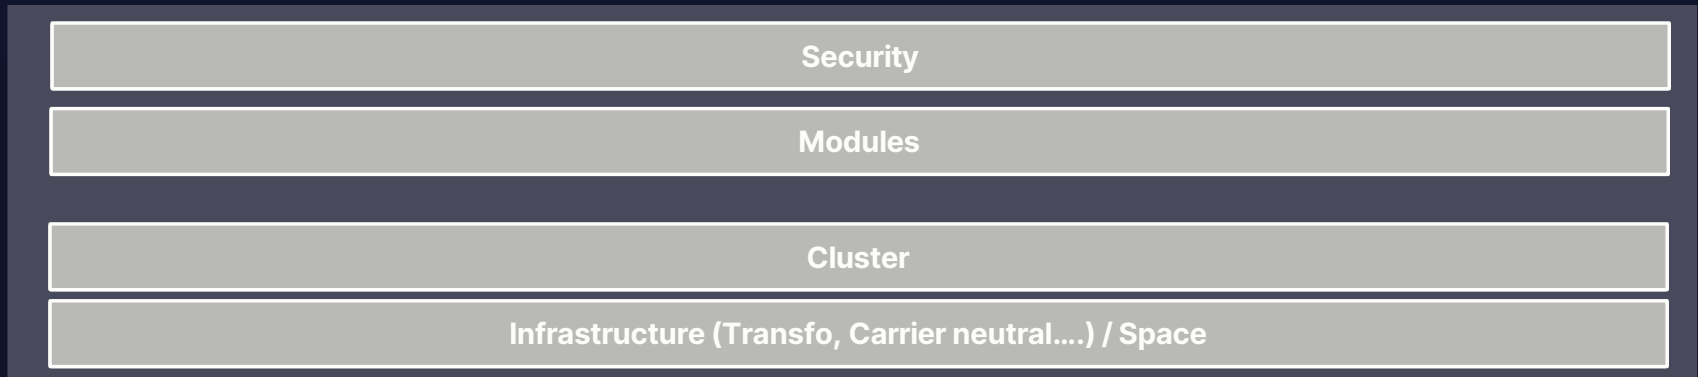 Security
Modules
Cluster
Infrastructure (Transfo, Carrier neutral....) / Space